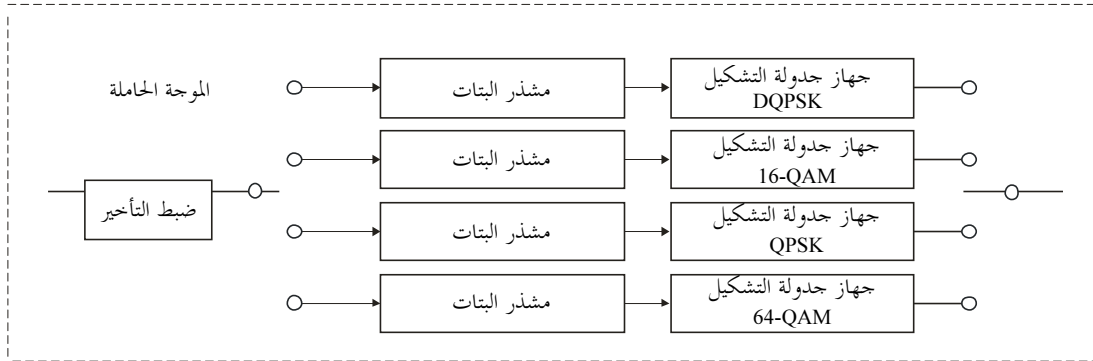 الموجة الحاملة
ضبط التأخير
مشذر البتات
جهاز جدولة التشكيل
DQPSK
مشذر البتات
جهاز جدولة التشكيل
16-QAM
مشذر البتات
جهاز جدولة التشكيل
QPSK
مشذر البتات
جهاز جدولة التشكيل
64-QAM